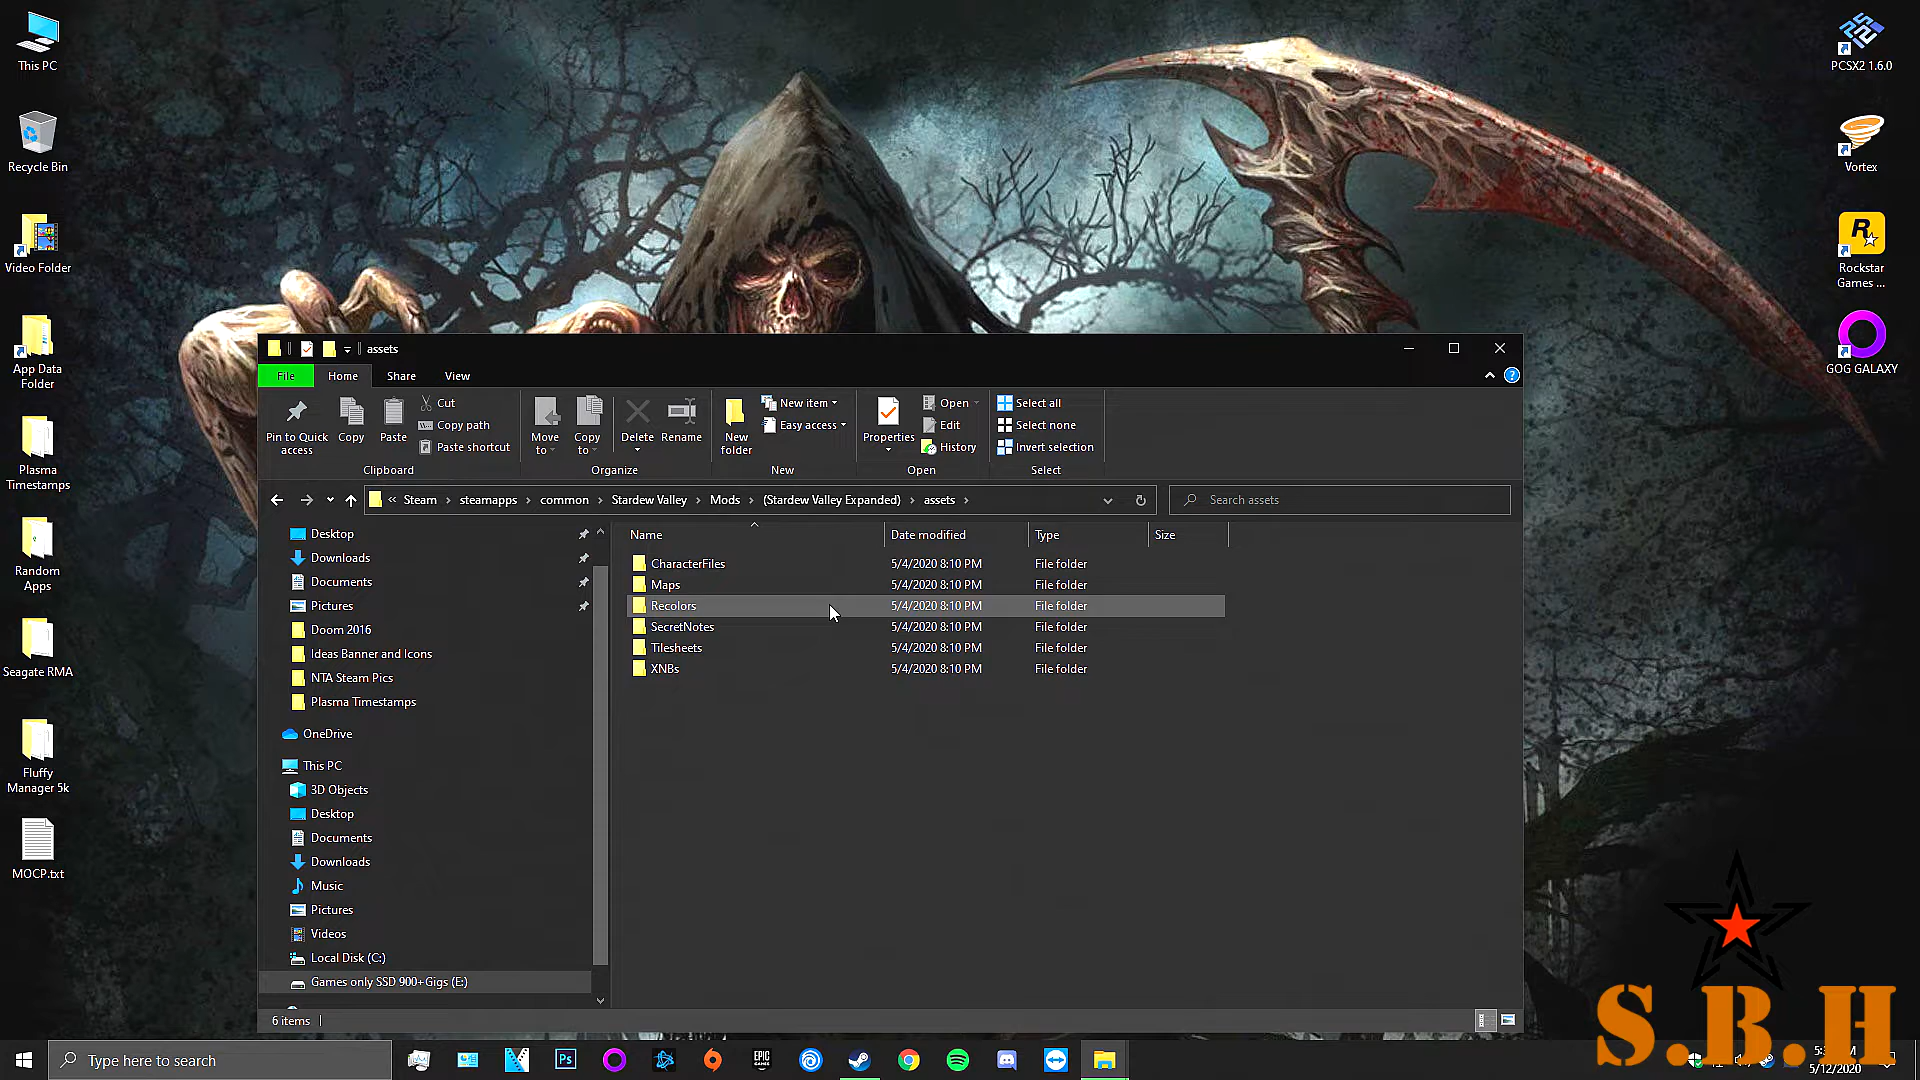 This PC
Recycle Bin
Video Folder
App Data
Folder
Plasma
Timestamps
Random
Apps
Seagate RMA
Fluffy
Manager 5k
MOCP.txt
PCSX2 1.6.0
Vortex
Rockstar
Games ...
GOG GALAXY
assets
File
Home
Share
View
Pin to Quick
access
Copy
Paste
Cut
Copy path
Paste shortcut
Clipboard
Move
to
Copy
to
Delete
Rename
Organize
New
folder
New item
Easy access
New
Properties
Open
Edit
History
Open
Select all
Select none
Invert selection
Select
« Steam › steamapps › common › Stardew Valley › Mods › (Stardew Valley Expanded) › assets ›
Search assets
Desktop
Downloads
Documents
Pictures
Doom 2016
Ideas Banner and Icons
NTA Steam Pics
Plasma Timestamps
OneDrive
This PC
3D Objects
Desktop
Documents
Downloads
Music
Pictures
Videos
Local Disk (C:)
Games only SSD 900+Gigs (E:)
Name Date modified Type Size
CharacterFiles 5/4/2020 8:10 PM File folder
Maps 5/4/2020 8:10 PM File folder
Recolors 5/4/2020 8:10 PM File folder
SecretNotes 5/4/2020 8:10 PM File folder
Tilesheets 5/4/2020 8:10 PM File folder
XNBs 5/4/2020 8:10 PM File folder
6 items
Type here to search
Ps
EPIC
GAMES
S.B.H
5/12/2020